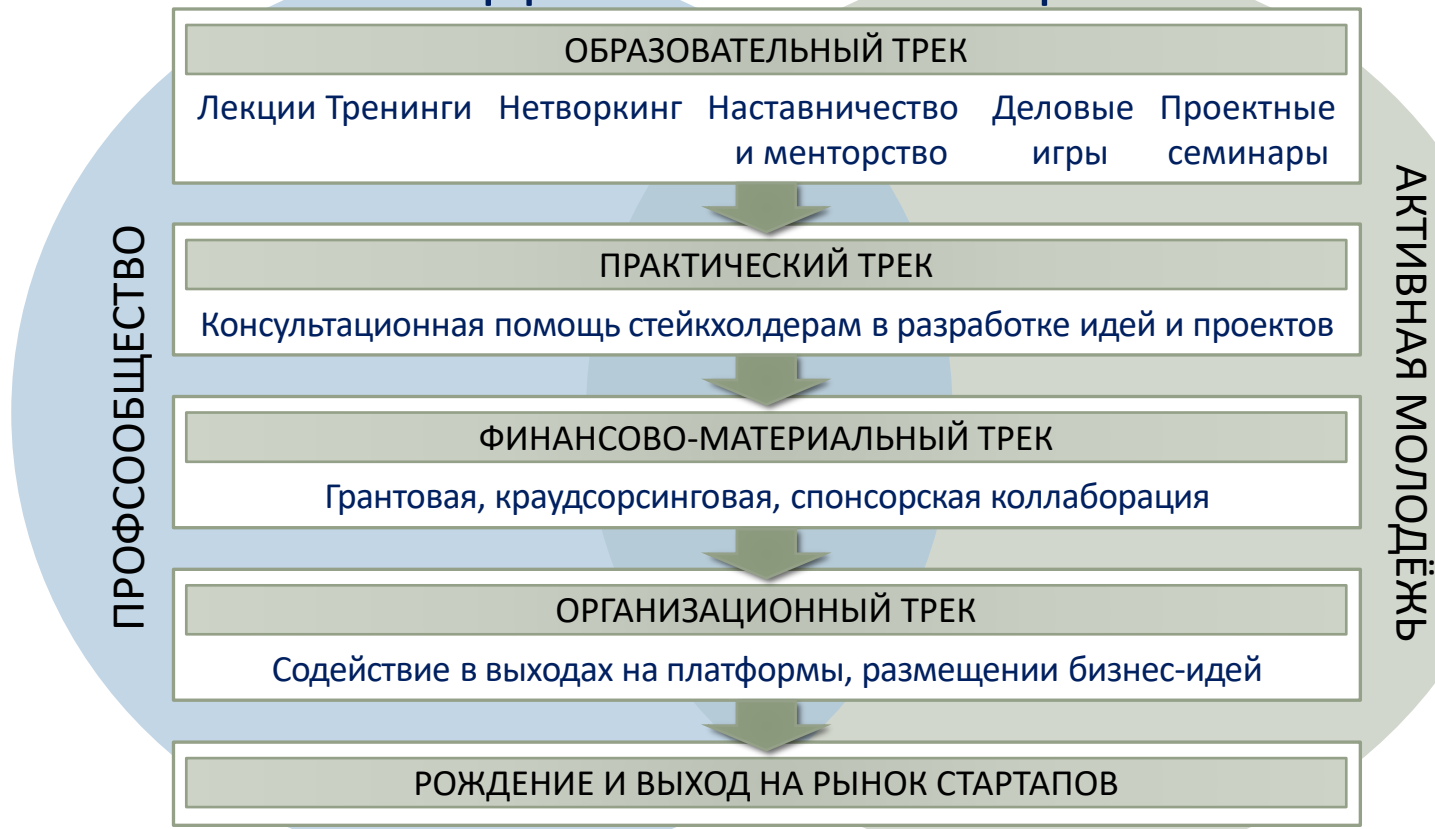 ОБРАЗОВАТЕЛЬНЫЙ ТРЕК
Лекции Тренинги Нетворкинг Наставничество и менторство Деловые игры Проектные семинары
ПРАКТИЧЕСКИЙ ТРЕК
Консультационная помощь стейкхолдерам в разработке идей и проектов
ФИНАНСОВО-МАТЕРИАЛЬНЫЙ ТРЕК
Грантовая, краудсорсинговая, спонсорская коллаборация
ОРГАНИЗАЦИОННЫЙ ТРЕК
Содействие в выходах на платформы, размещении бизнес-идей
РОЖДЕНИЕ И ВЫХОД НА РЫНОК СТАРТАПОВ
ПРОФСООБЩЕСТВО
АКТИВНАЯ МОЛОДЁЖЬ